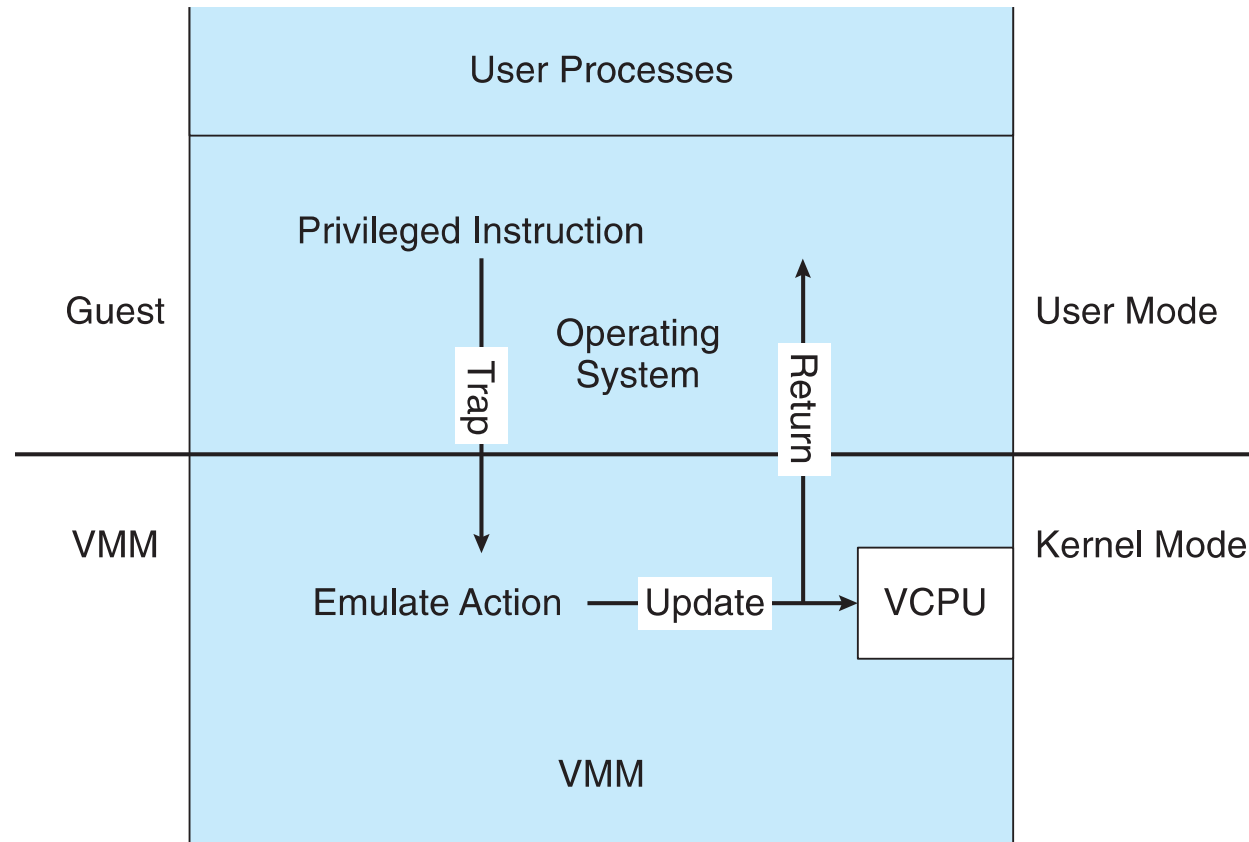 User Processes
Privileged Instruction
Guest
User Mode
Operating
System
Trap
Return
VMM
Kernel Mode
Emulate Action
Update
VCPU
VMM